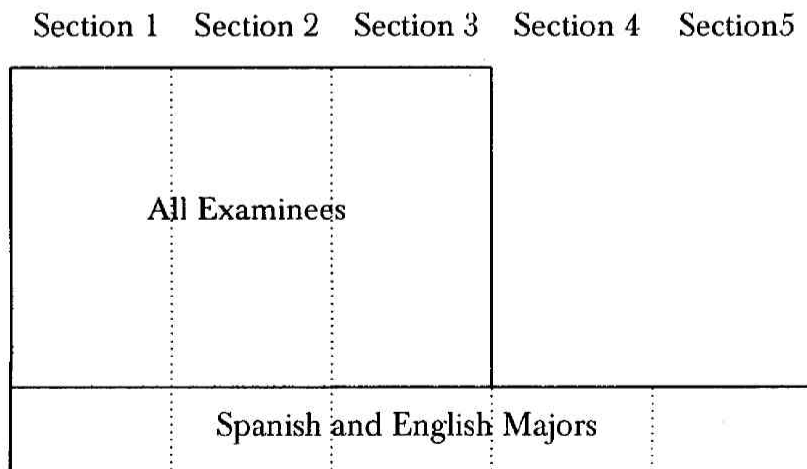 Section 1 Section 2 Section 3 Section 4 Section5
All Examinees
Spanish and English Majors